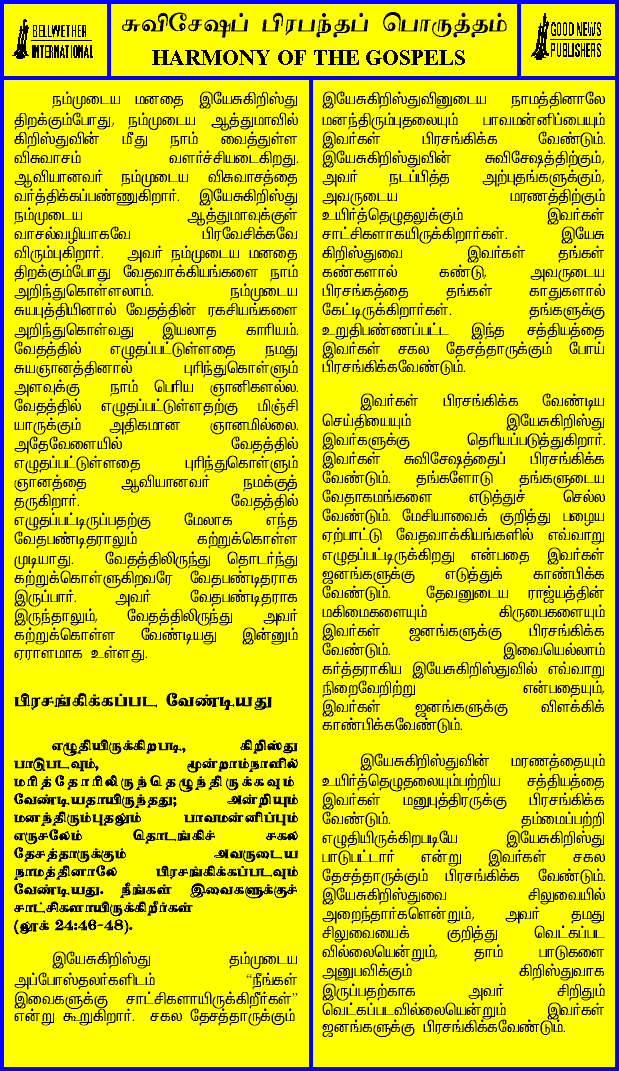 BELLWETHER
INTERNATIONAL
சுவிசேஷப் பிரபந்தப் பொருத்தம்
HARMONY OF THE GOSPELS
GOOD NEWS
PUBLISHERS
நம்முடைய மனதை இயேசுகிறிஸ்து
திறக்கும்போது, நம்முடைய ஆத்துமாவில்
கிறிஸ்துவின் மீது நாம் வைத்துள்ள
விசுவாசம் வளர்ச்சியடைகிறது.
ஆவியானவர் நம்முடைய விசுவாசத்தை
வர்த்திக்கப்பண்ணுகிறார். இயேசுகிறிஸ்து
நம்முடைய ஆத்துமாவுக்குள்
வாசல்வழியாகவே பிரவேசிக்கவே
விரும்புகிறார். அவர் நம்முடைய மனதை
திறக்கும்போது வேதவாக்கியங்களை நாம்
அறிந்துகொள்ளலாம். நம்முடைய
சுயபுத்தியினால் வேதத்தின் ரகசியங்களை
அறிந்துகொள்வது இயலாத காரியம்.
வேதத்தில் எழுதப்பட்டுள்ளதை நமது
சுயஞானத்தினால் புரிந்துகொள்ளும்
அளவுக்கு நாம் பெரிய ஞானிகளல்ல.
வேதத்தில் எழுதப்பட்டுள்ளதற்கு மிஞ்சி
யாருக்கும் அதிகமான ஞானமில்லை.
அதேவேளையில் வேதத்தில்
எழுதப்பட்டுள்ளதை புரிந்துகொள்ளும்
ஞானத்தை ஆவியானவர் நமக்குத்
தருகிறார். வேதத்தில்
எழுதப்பட்டிருப்பதற்கு மேலாக எந்த
வேதபண்டிதராலும் கற்றுக்கொள்ள
முடியாது. வேதத்திலிருந்து தொடர்ந்து
கற்றுக்கொள்ளுகிறவரே வேதபண்டிதராக
இருப்பார். அவர் வேதபண்டிதராக
இருந்தாலும், வேதத்திலிருந்து அவர்
கற்றுக்கொள்ள வேண்டியது இன்னும்
ஏராளமாக உள்ளது.
பிரசங்கிக்கப்பட வேண்டியது
எழுதியிருக்கிறபடி, கிறிஸ்து
பாடுபடவும், மூன்றாம்நாளில்
மரித்தோரிலிருந்தெழுந்திருக்கவும்
வேண்டியதாயிருந்தது; அன்றியும்
மனந்திரும்புதலும் பாவமன்னிப்பும்
எருசலேம் தொடங்கிச் சகல
தேசத்தாருக்கும் அவருடைய
நாமத்தினாலே பிரசங்கிக்கப்படவும்
வேண்டியது. நீங்கள் இவைகளுக்குச்
சாட்சிகளாயிருக்கிறீர்கள்
(லூக் 24:46-48).
இயேசுகிறிஸ்து தம்முடைய
அப்போஸ்தலர்களிடம் “நீங்கள்
இவைகளுக்கு சாட்சிகளாயிருக்கிறீர்கள்”
என்று கூறுகிறார். சகல தேசத்தாருக்கும்
இயேசுகிறிஸ்துவினுடைய நாமத்தினாலே
மனந்திரும்புதலையும் பாவமன்னிப்பையும்
இவர்கள் பிரசங்கிக்க வேண்டும்.
இயேசுகிறிஸ்துவின் சுவிசேஷத்திற்கும்,
அவர் நடப்பித்த அற்புதங்களுக்கும்,
அவருடைய மரணத்திற்கும்
உயிர்த்தெழுதலுக்கும் இவர்கள்
சாட்சிகளாகயிருக்கிறார்கள். இயேசு
கிறிஸ்துவை இவர்கள் தங்கள்
கண்களால் கண்டு, அவருடைய
பிரசங்கத்தை தங்கள் காதுகளால்
கேட்டிருக்கிறார்கள். தங்களுக்கு
உறுதிபண்ணப்பட்ட இந்த சத்தியத்தை
இவர்கள் சகல தேசத்தாருக்கும் போய்
பிரசங்கிக்கவேண்டும்.
இவர்கள் பிரசங்கிக்க வேண்டிய
செய்தியையும் இயேசுகிறிஸ்து
இவர்களுக்கு தெரியப்படுத்துகிறார்.
இவர்கள் சுவிசேஷத்தைப் பிரசங்கிக்க
வேண்டும். தங்களோடு தங்களுடைய
வேதாகமங்களை எடுத்துச் செல்ல
வேண்டும். மேசியாவைக் குறித்து பழைய
ஏற்பாட்டு வேதவாக்கியங்களில் எவ்வாறு
எழுதப்பட்டிருக்கிறது என்பதை இவர்கள்
ஜனங்களுக்கு எடுத்துக் காண்பிக்க
வேண்டும். தேவனுடைய ராஜ்யத்தின்
மகிமைகளையும் கிருபைகளையும்
இவர்கள் ஜனங்களுக்கு பிரசங்கிக்க
வேண்டும். இவையெல்லாம்
கர்த்தராகிய இயேசுகிறிஸ்துவில் எவ்வாறு
நிறைவேறிற்று என்பதையும்,
இவர்கள் ஜனங்களுக்கு விளக்கிக்
காண்பிக்கவேண்டும்.
இயேசுகிறிஸ்துவின் மரணத்தையும்
உயிர்த்தெழுதலையும்பற்றிய சத்தியத்தை
இவர்கள் மனுபுத்திரருக்கு பிரசங்கிக்க
வேண்டும். தம்மைப்பற்றி
எழுதியிருக்கிறபடியே இயேசுகிறிஸ்து
பாடுபட்டார் என்று இவர்கள் சகல
தேசத்தாருக்கும் பிரசங்கிக்க வேண்டும்.
இயேசுகிறிஸ்துவை சிலுவையில்
அறைந்தார்களென்றும், அவர் தமது
சிலுவையைக் குறித்து வெட்கப்பட
வில்லையென்றும், தாம் பாடுகளை
அனுபவிக்கும் கிறிஸ்துவாக
இருப்பதற்காக அவர் சிறிதும்
வெட்கப்படவில்லையென்றும் இவர்கள்
ஜனங்களுக்கு பிரசங்கிக்கவேண்டும்.